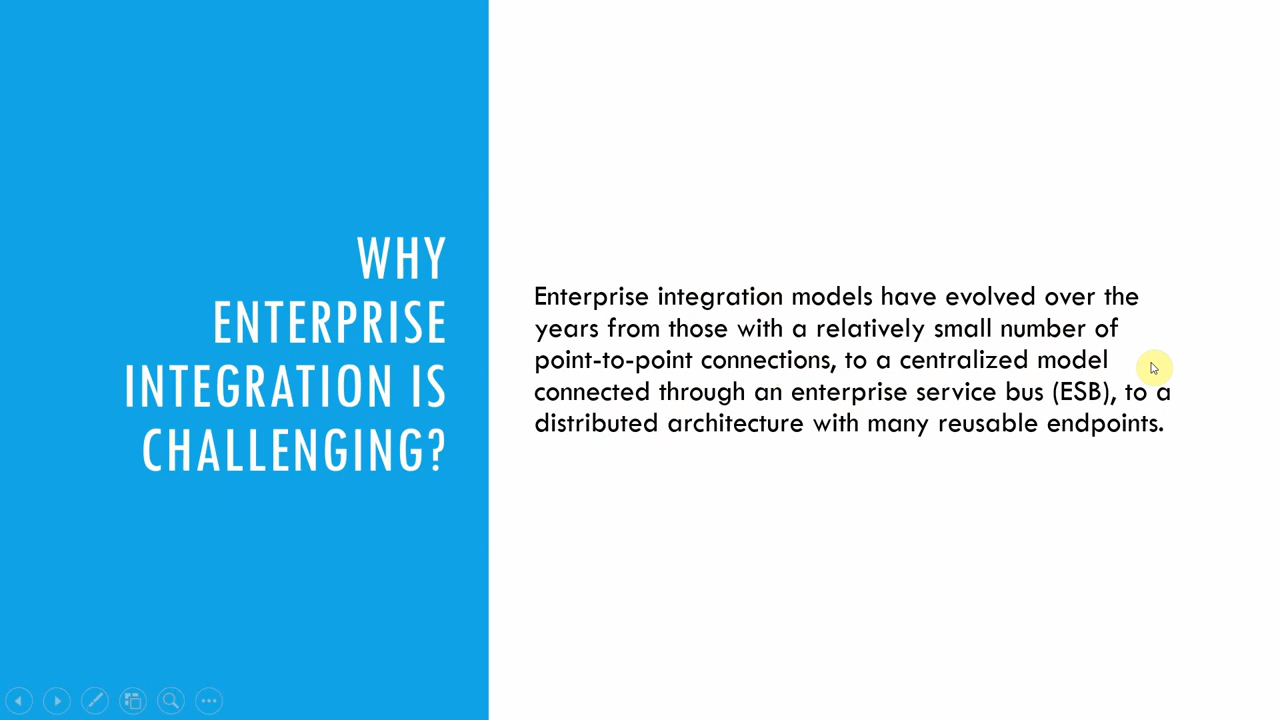 WHY
ENTERPRISE
INTEGRATION IS
CHALLENGING?
Enterprise integration models have evolved over the
years from those with a relatively small number of
point-to-point connections, to a centralized model
connected through an enterprise service bus (ESB), to a
distributed architecture with many reusable endpoints.